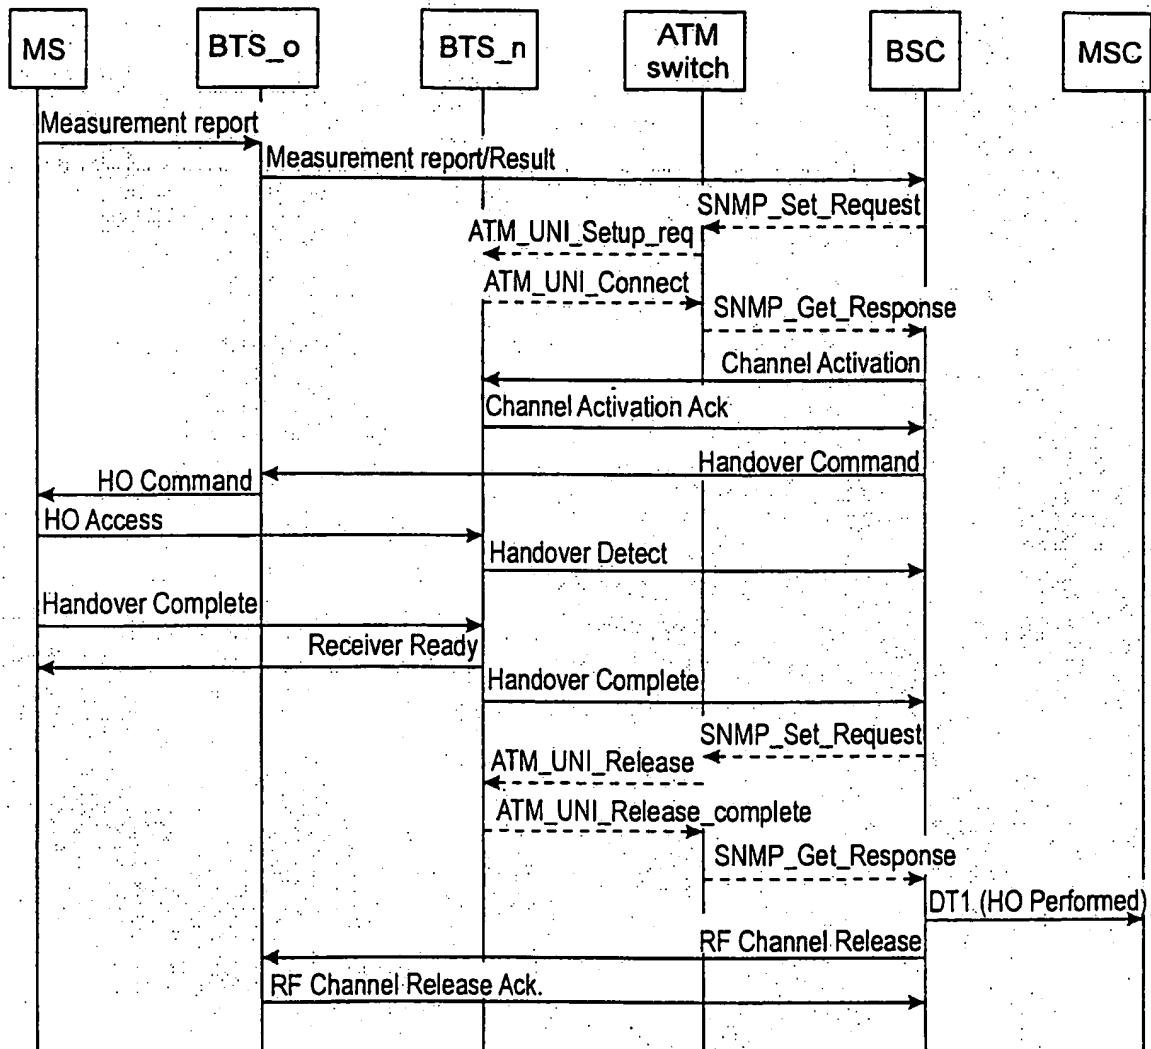 MS
BTS_o
BTS_n
ATM
switch
BSC
MSC
Measurement report
Measurement report/Result
SNMP_Set_Request
ATM_UNI_Setup_req
ATM_UNI_Connect
SNMP_Get_Response
Channel Activation
Channel Activation Ack
Handover Command
HO Command
HO Access
Handover Detect
Handover Complete
Receiver Ready
Handover Complete
SNMP_Set_Request
ATM_UNI_Release
ATM_UNI_Release_complete
SNMP_Get_Response
DT1 (HO Performed)
RF Channel Release
RF Channel Release Ack.